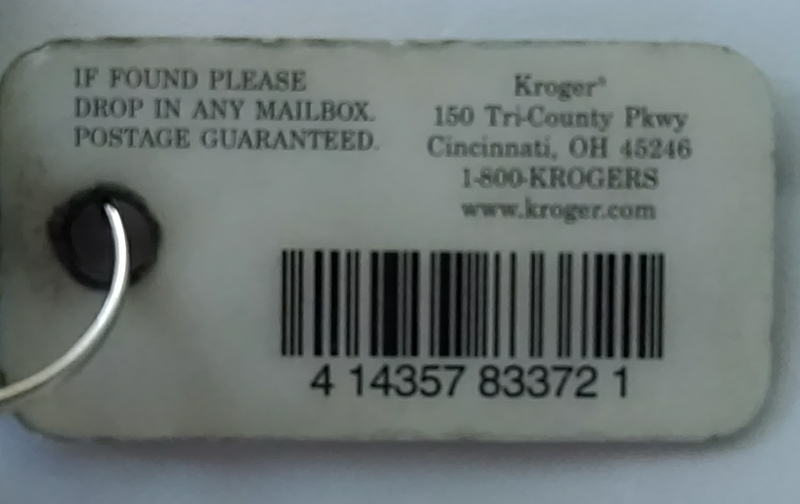 IF FOUND PLEASE
DROP IN ANY MAILBOX.
POSTAGE GUARANTEED.
Kroger®
150 Tri-County Pkwy
Cincinnati, OH 45246
1-800-KROGERS
www.kroger.com
4 14357 83372 1